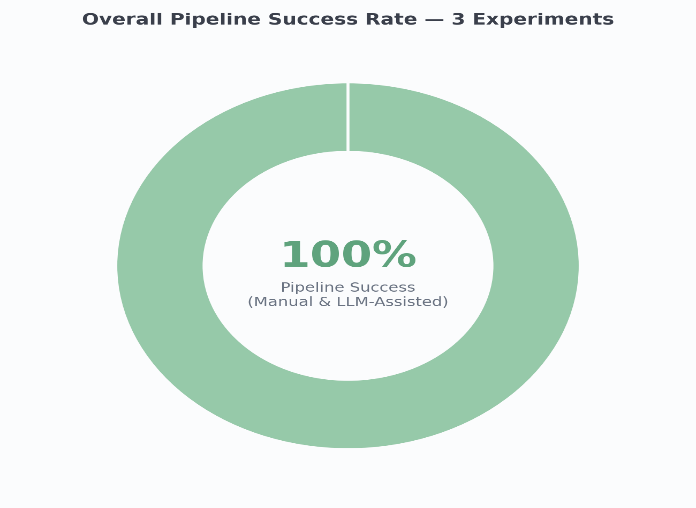 Overall Pipeline Success Rate — 3 Experiments
100%
Pipeline Success
(Manual & LLM-Assisted)